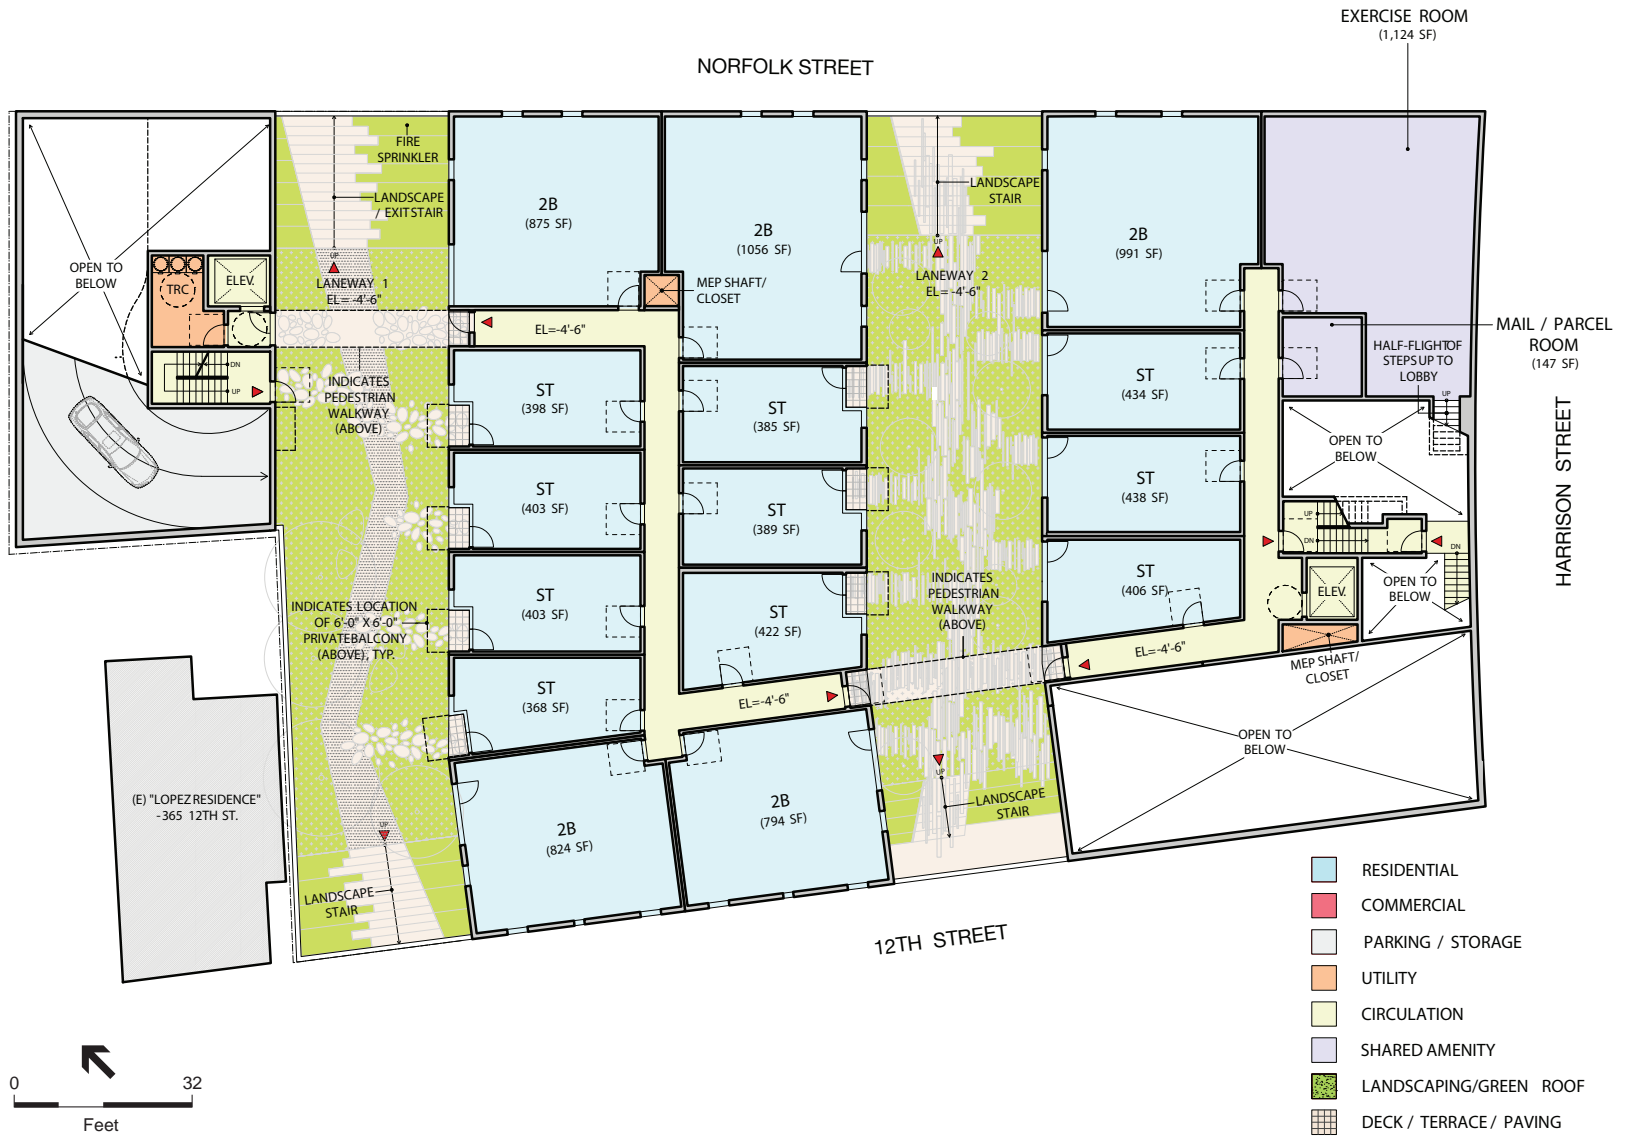 EXERCISE ROOM
(1,124 SF)
NORFOLK STREET
FIRE
SPRINKLER
LANDSCAPE
/ EXIT STAIR
UP
LANEWAY 1
EL= -4'-6"
OPEN TO
BELOW
TRC
ELEV.
DN
UP
INDICATES
PEDESTRIAN
WALKWAY
(ABOVE)
2B
(875 SF)
2B
(1056 SF)
MEP SHAFT/
CLOSET
EL=-4'-6"
LANDSCAPE
STAIR
UP
LANEWAY 2
EL= -4'-6"
2B
(991 SF)
MAIL / PARCEL
ROOM
(147 SF)
HALF-FLIGHTOF
STEPS UP TO
LOBBY
UP
HARRISON STREET
ST
(398 SF)
ST
(385 SF)
ST
(434 SF)
OPEN TO
BELOW
ST
(403 SF)
ST
(389 SF)
ST
(438 SF)
UP
DN
DN
ST
(403 SF)
ST
(422 SF)
INDICATES
PEDESTRIAN
WALKWAY
(ABOVE)
ST
(406 SF)
ELEV.
OPEN TO
BELOW
INDICATES LOCATION
OF 6'-0" X 6'-0"
PRIVATEBALCONY
(ABOVE), TYP.
EL=-4'-6"
MEP SHAFT/
CLOSET
ST
(368 SF)
EL=-4'-6"
OPEN TO
BELOW
(E) "LOPEZ RESIDENCE"
-365 12TH ST.
UP
LANDSCAPE
STAIR
2B
(824 SF)
2B
(794 SF)
UP
LANDSCAPE
STAIR
12TH STREET
RESIDENTIAL
COMMERCIAL
PARKING / STORAGE
UTILITY
CIRCULATION
SHARED AMENITY
LANDSCAPING/GREEN ROOF
DECK / TERRACE / PAVING
0 32
Feet